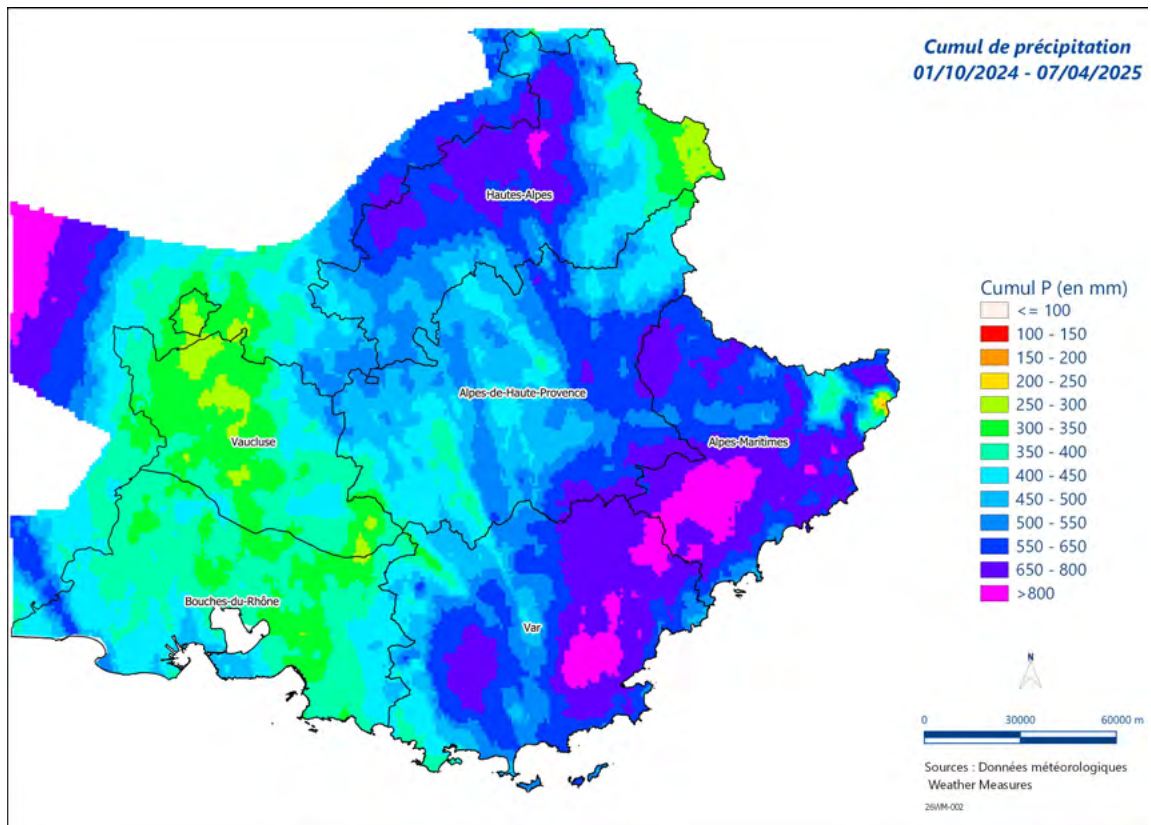 Cumul de précipitation
01/10/2024 - 07/04/2025
Hautes-Alpes
Cumul P (en mm)
<= 100
100 - 150
150 - 200
200 - 250
250 - 300
300 - 350
350 - 400
400 - 450
450 - 500
500 - 550
550 - 650
650 - 800
>800
Alpes-de-Haute-Provence
Vaucluse
Alpes-Maritimes
Bouches-du-Rhône
Var
N
0 30000 60000 m
Sources : Données météorologiques
Weather Measures
26WM-002